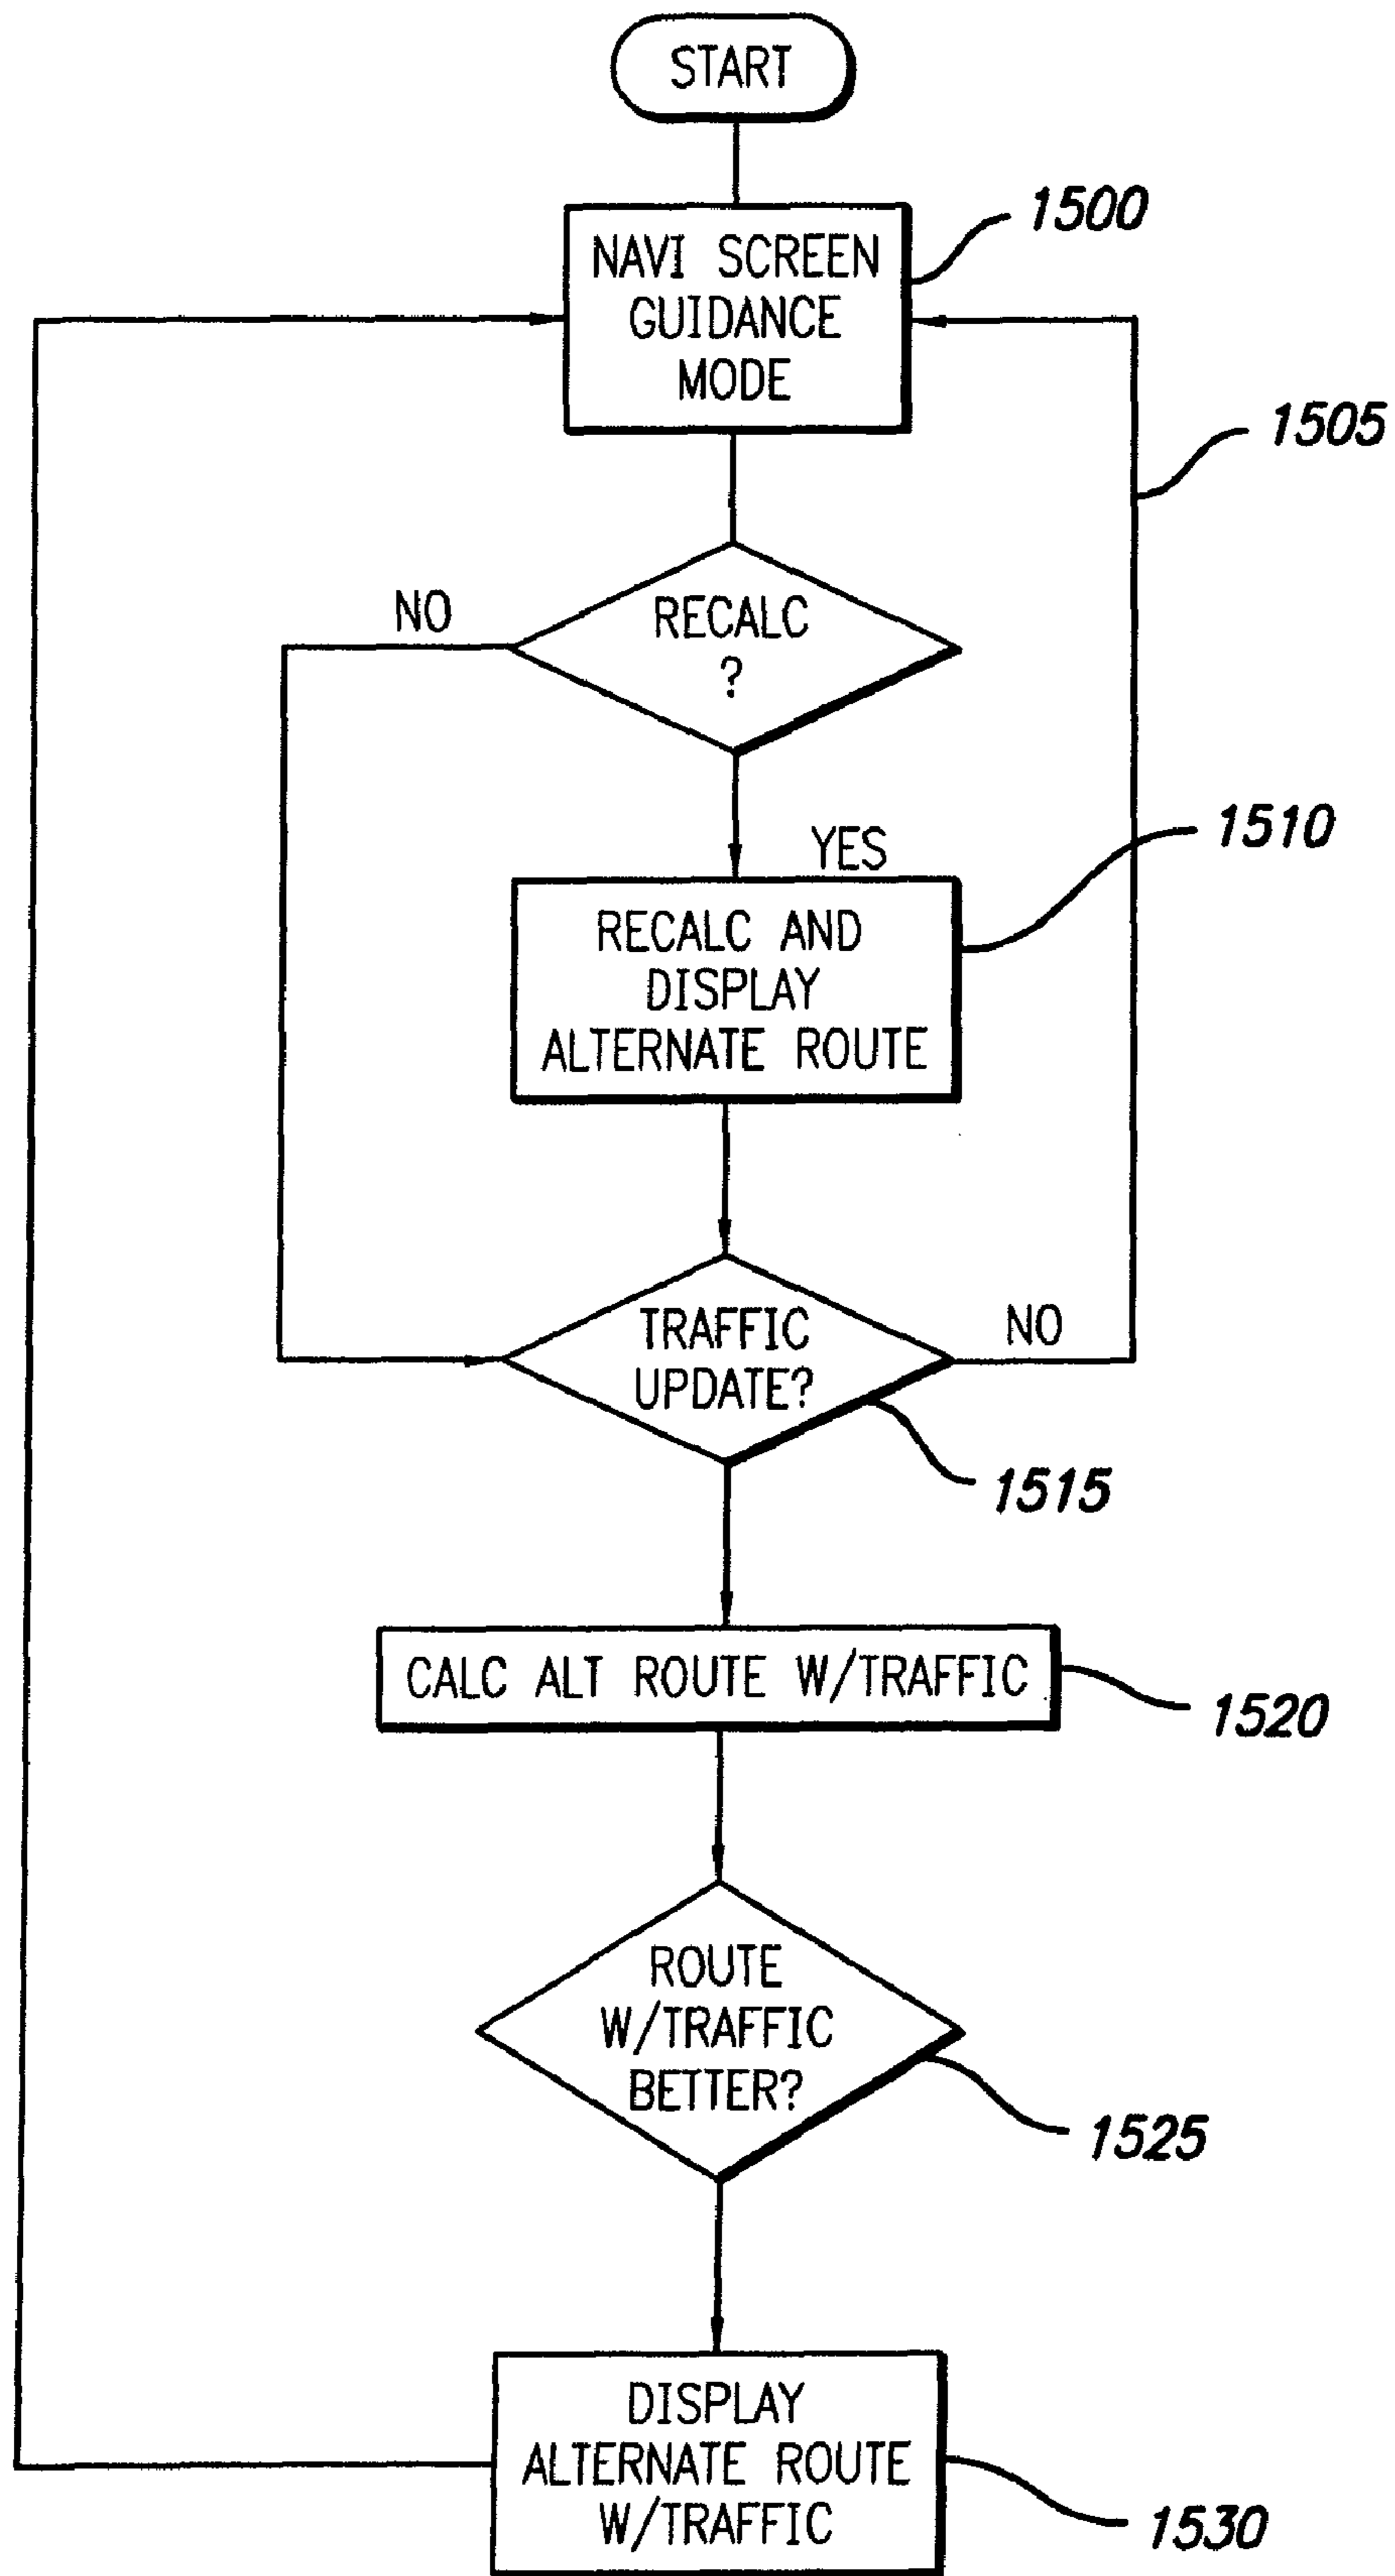 START
1500
NAVI SCREEN
GUIDANCE
MODE
1505
NO
RECALC
?
YES
1510
RECALC AND
DISPLAY
ALTERNATE ROUTE
TRAFFIC
UPDATE?
NO
1515
CALC ALT ROUTE W/TRAFFIC
1520
ROUTE
W/TRAFFIC
BETTER?
1525
DISPLAY
ALTERNATE ROUTE
W/TRAFFIC
1530